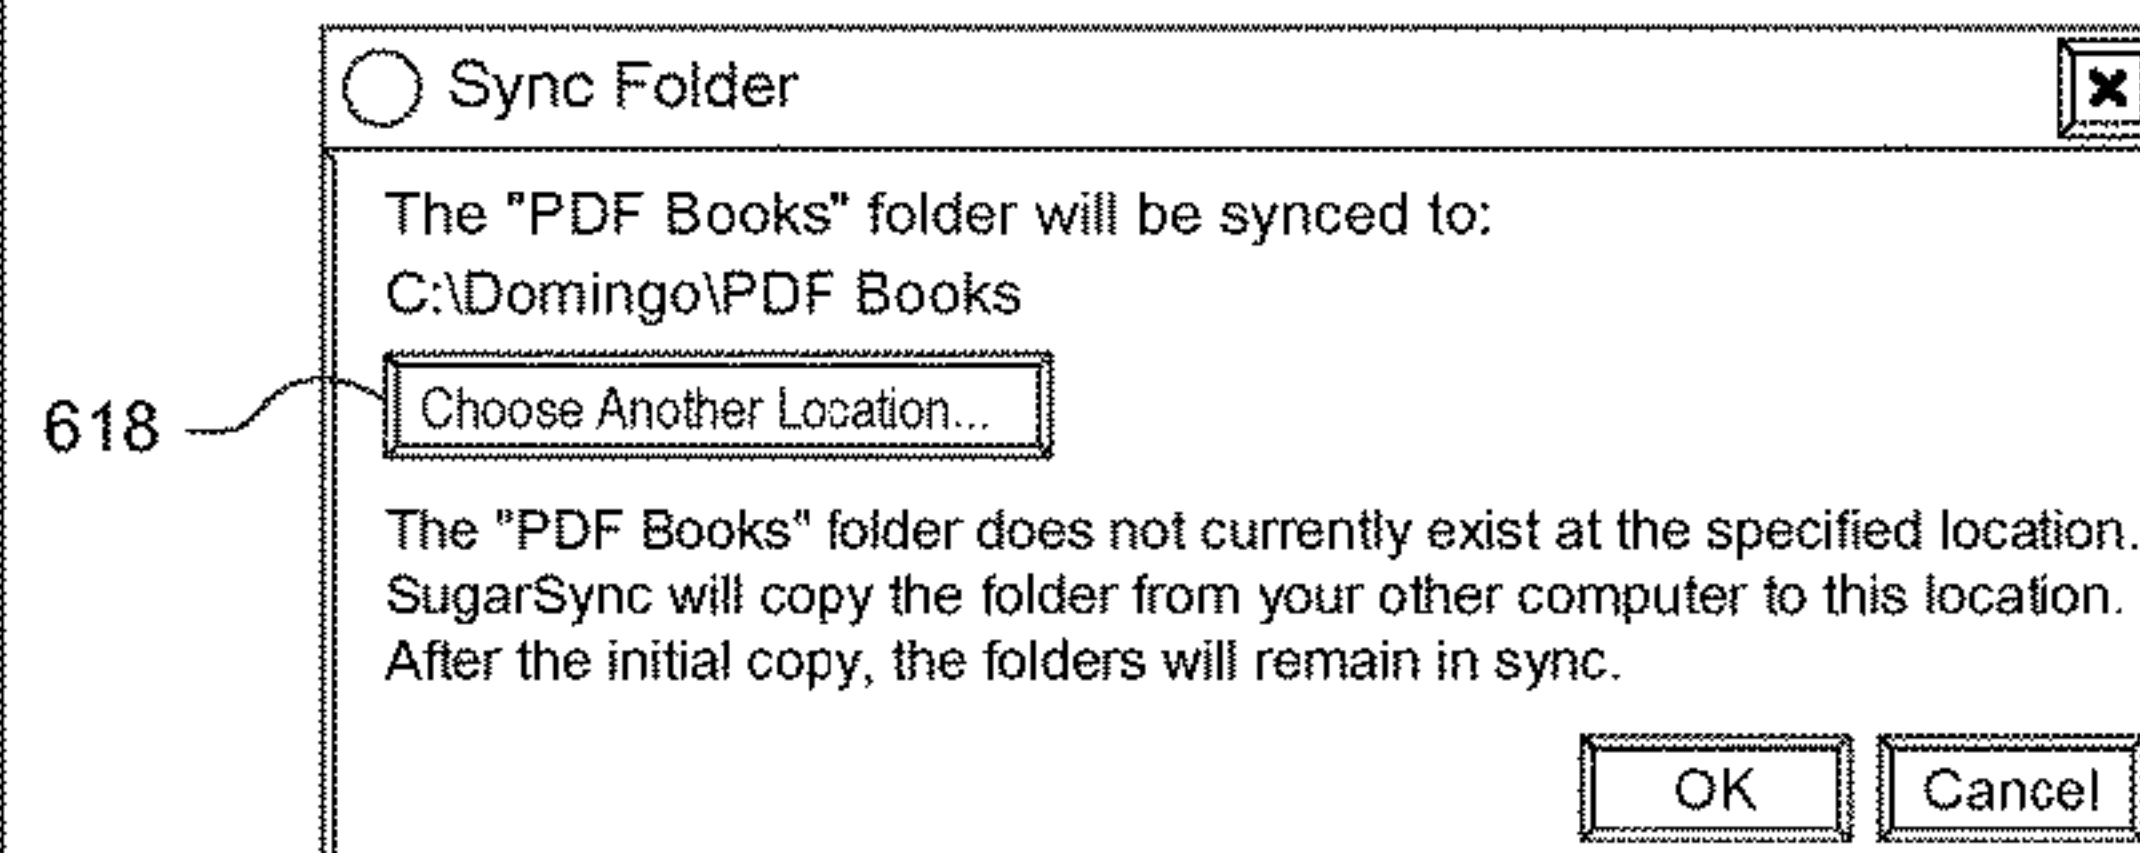 Sync Folder
The "PDF Books" folder will be synced to:
C:\Domingo\PDF Books
Choose Another Location...
618
The "PDF Books" folder does not currently exist at the specified location.
SugarSync will copy the folder from your other computer to this location.
After the initial copy, the folders will remain in sync.
OK Cancel